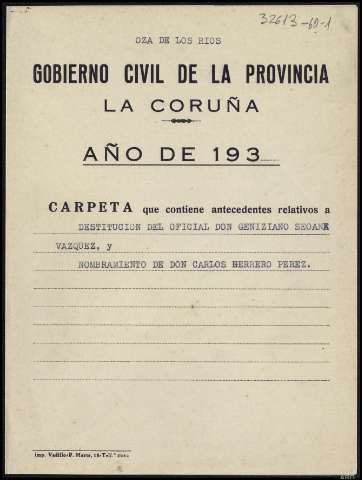 32613-69-1
OZA DE LOS RIOS
GOBIERNO CIVIL DE LA PROVINCIA
LA CORUÑA
AÑO DE 193
CARPETA que contiene antecedentes relativos a
DESTITUCION DEL OFICIAL DON GENIZIANO SEOANE
VAZQUEZ, y
NOMBRAMIENTO DE DON CARLOS HERRERO PEREZ.